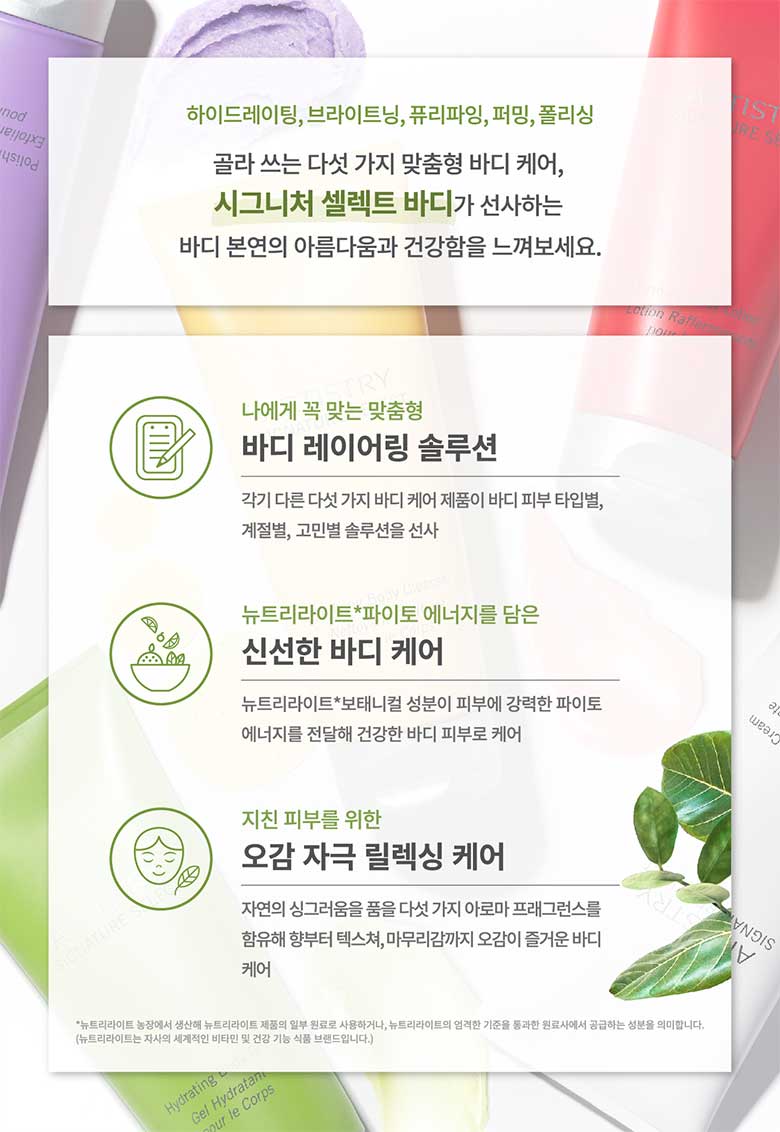 하이드레이팅, 브라이트닝, 퓨리파잉, 퍼밍, 폴리싱
골라 쓰는 다섯 가지 맞춤형 바디 케어,
시그니처 셀렉트 바디가 선사하는
바디 본연의 아름다움과 건강함을 느껴보세요.
나에게 꼭 맞는 맞춤형
바디 레이어링 솔루션
각기 다른 다섯 가지 바디 케어 제품이 바디 피부 타입별,
계절별, 고민별 솔루션을 선사
뉴트리라이트*파이토 에너지를 담은
신선한 바디 케어
뉴트리라이트*보태니컬 성분이 피부에 강력한 파이토
에너지를 전달해 건강한 바디 피부로 케어
지친 피부를 위한
오감 자극 릴렉싱 케어
자연의 싱그러움을 품을 다섯 가지 아로마 프래그런스를
함유해 향부터 텍스쳐, 마무리감까지 오감이 즐거운 바디
케어
*뉴트리라이트 농장에서 생산해 뉴트리라이트 제품의 일부 원료로 사용하거나, 뉴트리라이트의 엄격한 기준을 통과한 원료사에서 공급하는 성분을 의미합니다.
(뉴트리라이트는 자사의 세계적인 비타민 및 건강 기능 식품 브랜드입니다.)
Gel Hydratant
pour le Corps